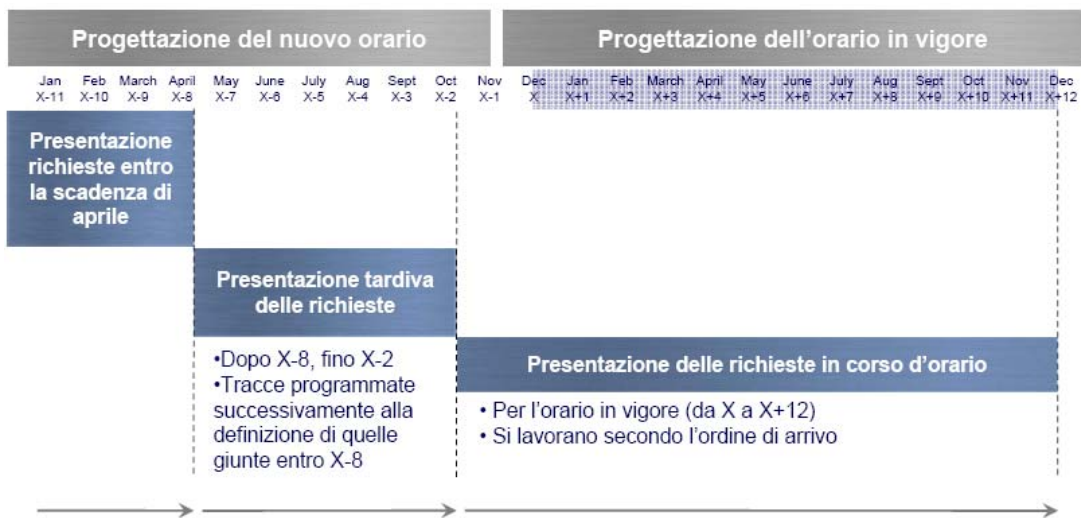 Progettazione del nuovo orario
Progettazione dell'orario in vigore
Jan Feb March April May June July Aug Sept Oct Nov Dec Jan Feb March April May June July Aug Sept Oct Nov Dec
X-11 X-10 X-9 X-8 X-7 X-6 X-5 X-4 X-3 X-2 X-1 X X+1 X+2 X+3 X+4 X+5 X+6 X+7 X+8 X+9 X+10 X+11 X+12
Presentazione
richieste entro
la scadenza di
aprile
Presentazione tardiva
delle richieste
•Dopo X-8, fino X-2
•Tracce programmate
successivamente alla
definizione di quelle
giunte entro X-8
Presentazione delle richieste in corso d'orario
• Per l'orario in vigore (da X a X+12)
• Si lavorano secondo l'ordine di arrivo